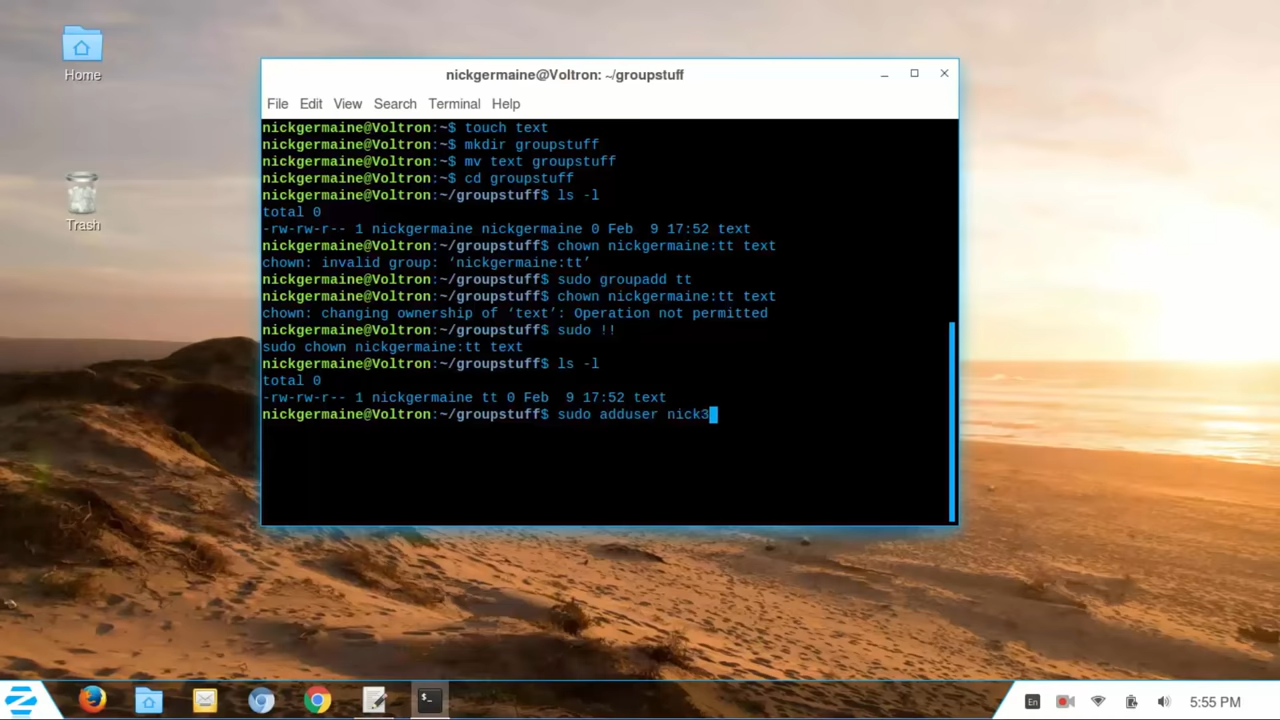 Home
Trash
nickgermaine@Voltron: ~/groupstuff
File Edit View Search Terminal Help
nickgermaine@Voltron:~$ touch text
nickgermaine@Voltron:~$ mkdir groupstuff
nickgermaine@Voltron:~$ mv text groupstuff
nickgermaine@Voltron:~$ cd groupstuff
nickgermaine@Voltron:~/groupstuff$ ls -l
total 0
-rw-rw-r-- 1 nickgermaine nickgermaine 0 Feb  9 17:52 text
nickgermaine@Voltron:~/groupstuff$ chown nickgermaine:tt text
chown: invalid group: ‘nickgermaine:tt’
nickgermaine@Voltron:~/groupstuff$ sudo groupadd tt
nickgermaine@Voltron:~/groupstuff$ chown nickgermaine:tt text
chown: changing ownership of ‘text’: Operation not permitted
nickgermaine@Voltron:~/groupstuff$ sudo !!
sudo chown nickgermaine:tt text
nickgermaine@Voltron:~/groupstuff$ ls -l
total 0
-rw-rw-r-- 1 nickgermaine tt 0 Feb  9 17:52 text
nickgermaine@Voltron:~/groupstuff$ sudo adduser nick3
En
5:55 PM